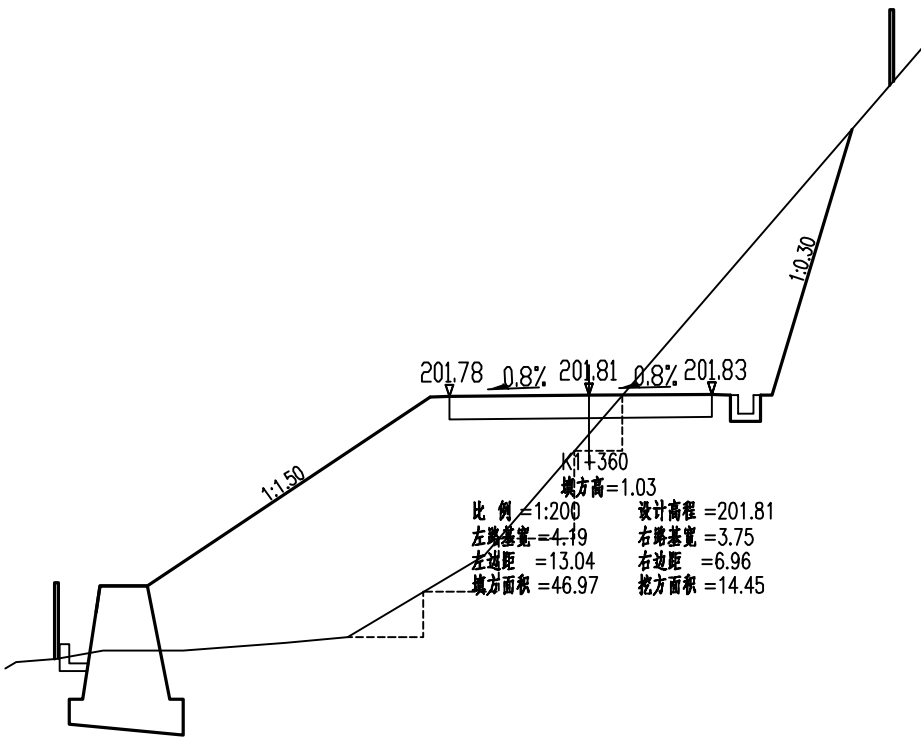 1:0.30
201.78 0.8% 201.81 0.8% 201.83
1:1.50
K1+360
填方高=1.03
比 例 =1:200 设计高程 =201.81
左路基宽 =4.19 右路基宽 =3.75
左边距 =13.04 右边距 =6.96
填方面积 =46.97 挖方面积 =14.45